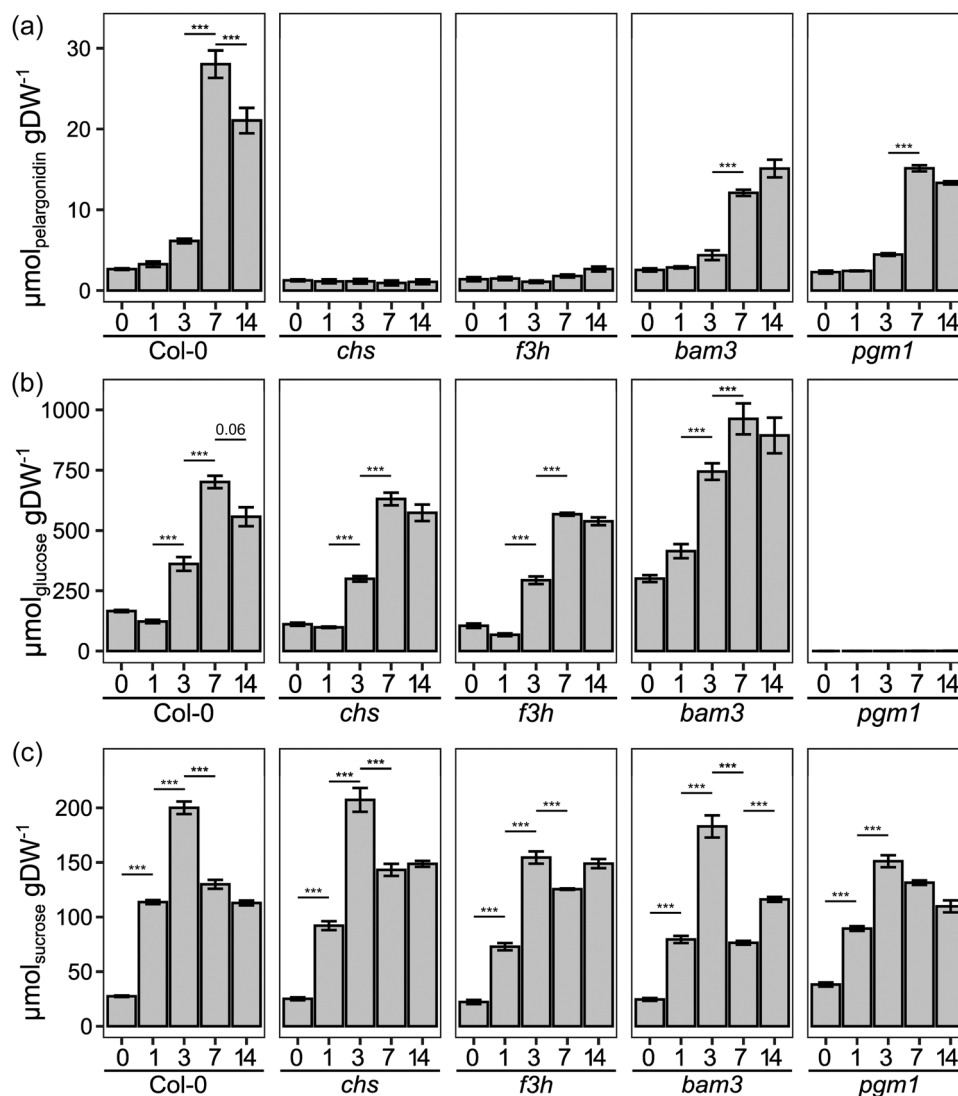 (a)
*** *** *** ***
30
20
10
0
µmol pelargonidin gDW-1
0 1 3 7 14 0 1 3 7 14 0 1 3 7 14 0 1 3 7 14 0 1 3 7 14
Col-0 chs f3h bam3 pgm1
(b)
*** *** 0.06 *** *** *** *** *** ***
1000
750
500
250
0
µmol glucose gDW-1
0 1 3 7 14 0 1 3 7 14 0 1 3 7 14 0 1 3 7 14 0 1 3 7 14
Col-0 chs f3h bam3 pgm1
(c)
*** *** *** *** *** *** *** *** *** *** *** *** *** *** ***
200
150
100
50
0
µmol sucrose gDW-1
0 1 3 7 14 0 1 3 7 14 0 1 3 7 14 0 1 3 7 14 0 1 3 7 14
Col-0 chs f3h bam3 pgm1